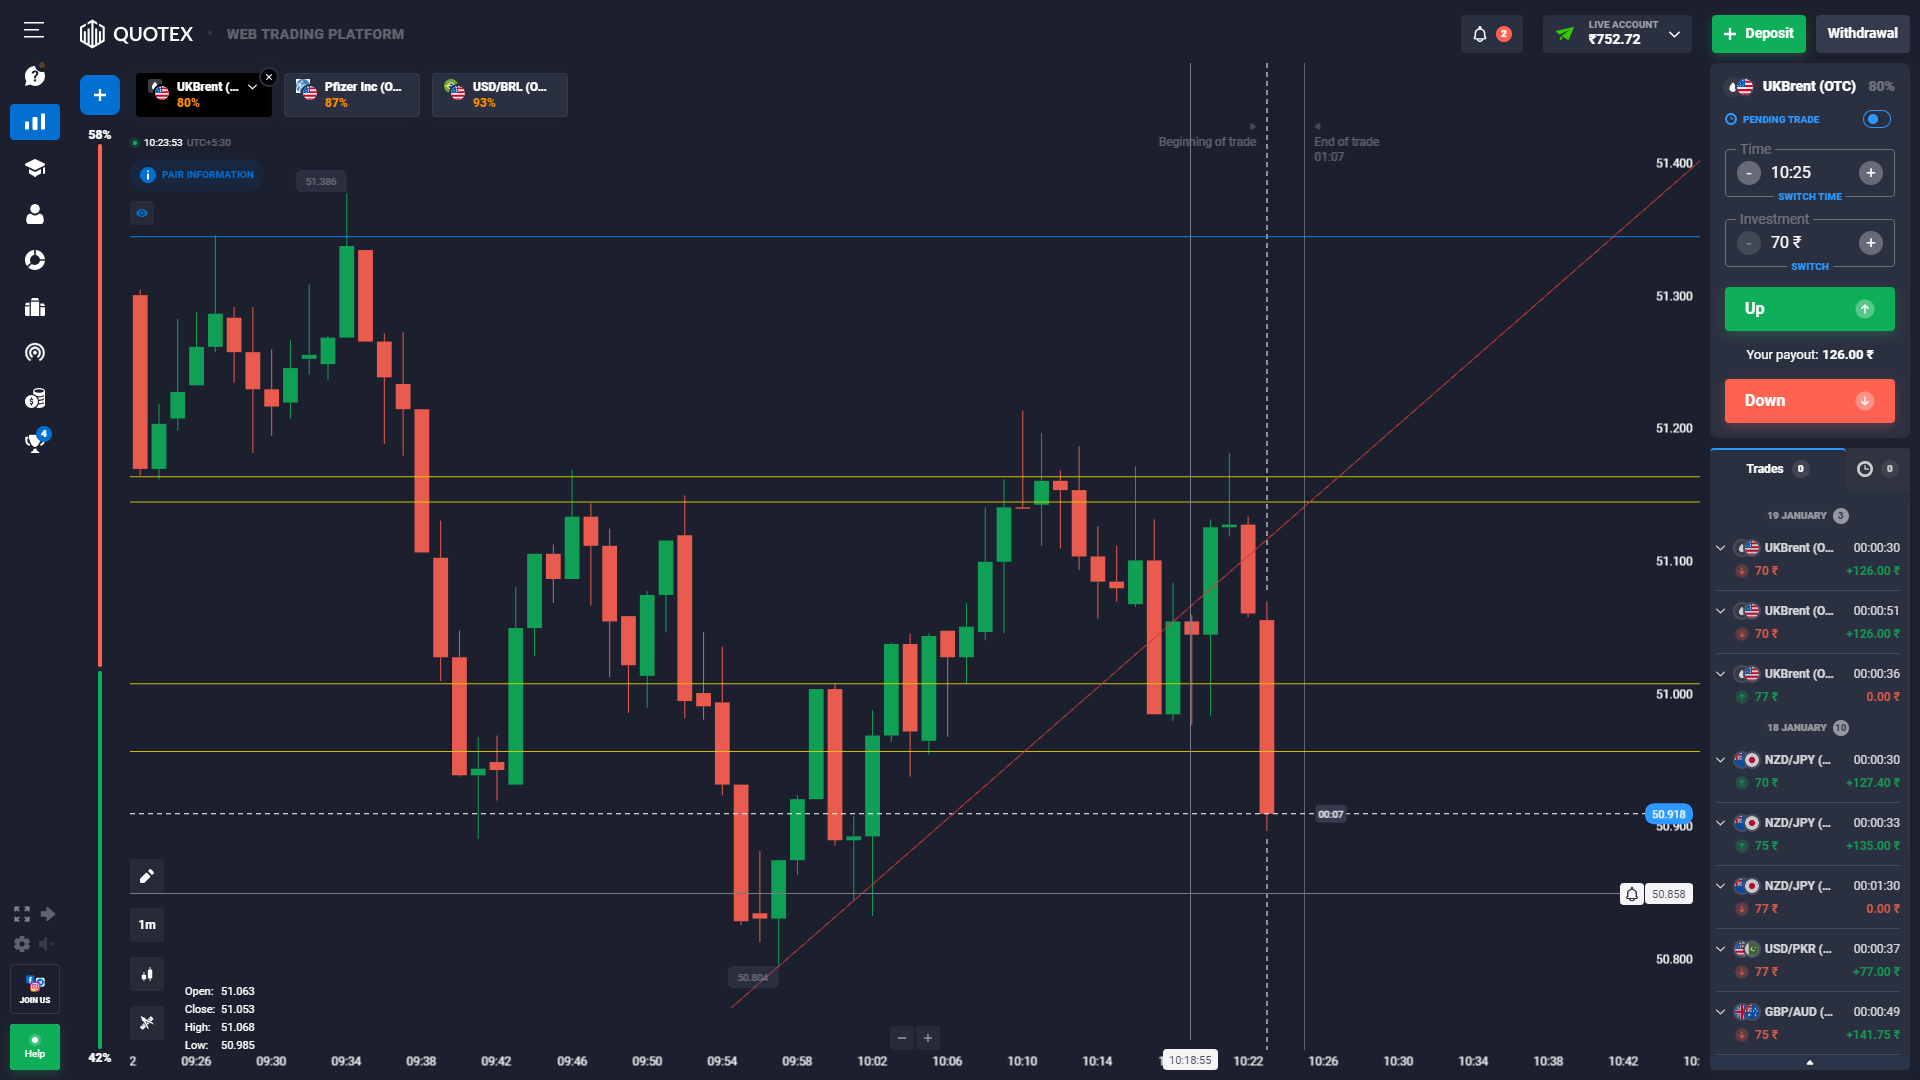 QUOTEX
WEB TRADING PLATFORM
2
LIVE ACCOUNT
₹752.72
Deposit
Withdrawal
UKBrent (...
80%
Pfizer Inc (O...
87%
USD/BRL (O...
93%
58%
10:23:53 UTC+5:30
PAIR INFORMATION
51.386
Beginning of trade
End of trade
01:07
51.400
51.300
51.200
51.100
51.000
50.918
50.900
50.858
50.800
00:07
50.804
1m
Open: 51.063
Close: 51.053
High: 51.068
Low: 50.985
2
09:26
09:30
09:34
09:38
09:42
09:46
09:50
09:54
09:58
10:02
10:06
10:10
10:14
10:18:55
10:22
10:26
10:30
10:34
10:38
10:42
10:
42%
4
JOIN US
Help
UKBrent (OTC) 80%
PENDING TRADE
Time
- 10:25 +
SWITCH TIME
Investment
- 70 ₹ +
SWITCH
Up
Your payout: 126.00 ₹
Down
Trades 0
0
19 JANUARY 3
UKBrent (O... 00:00:30
70 ₹ +126.00 ₹
UKBrent (O... 00:00:51
70 ₹ +126.00 ₹
UKBrent (O... 00:00:36
77 ₹ 0.00 ₹
18 JANUARY 10
NZD/JPY (... 00:00:30
70 ₹ +127.40 ₹
NZD/JPY (... 00:00:33
75 ₹ +135.00 ₹
NZD/JPY (... 00:01:30
77 ₹ 0.00 ₹
USD/PKR (... 00:00:37
77 ₹ +77.00 ₹
GBP/AUD (... 00:00:49
75 ₹ +141.75 ₹